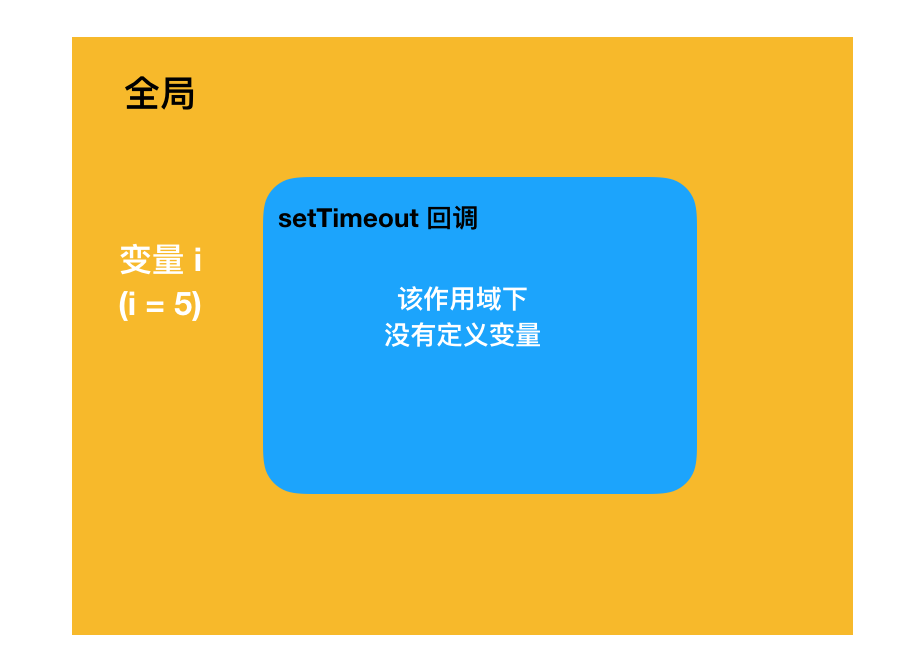 全局
setTimeout 回调
变量 i
(i = 5)
该作用域下
没有定义变量